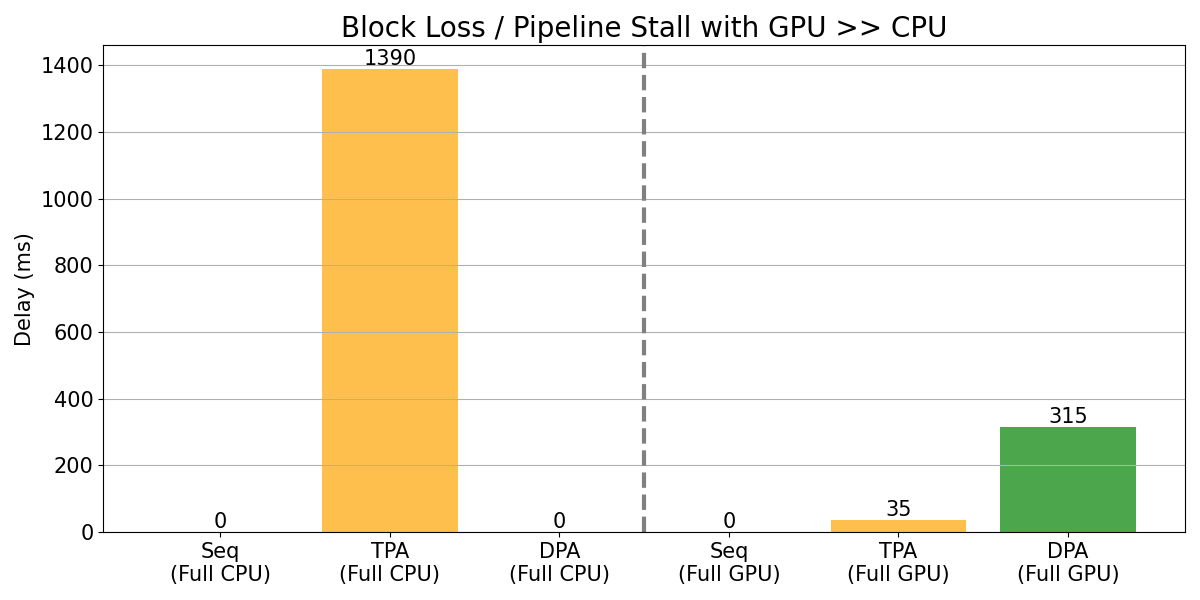 Block Loss / Pipeline Stall with GPU >> CPU
Delay (ms)
1400
1200
1000
800
600
400
200
0
0
1390
0
0
35
315
Seq
(Full CPU)
TPA
(Full CPU)
DPA
(Full CPU)
Seq
(Full GPU)
TPA
(Full GPU)
DPA
(Full GPU)